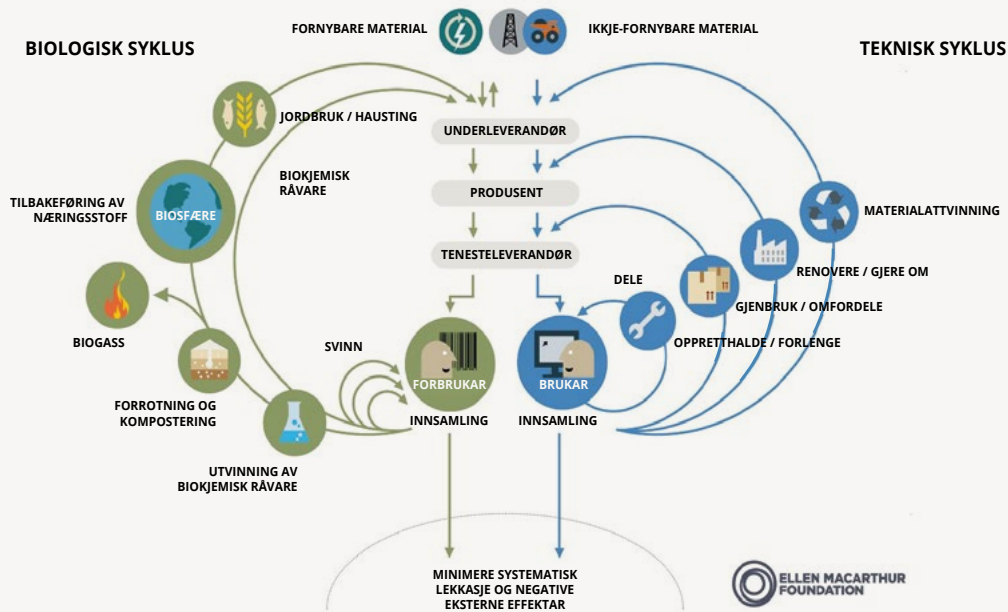 FORNYBARE MATERIAL
IKKJE-FORNYBARE MATERIAL
BIOLOGISK SYKLUS
TEKNISK SYKLUS
JORDBRUK / HAUSTING
UNDERLEVERANDØR
BIOKJEMISK
RÅVARE
PRODUSENT
TILBAKEFØRING AV
NÆRINGSSTOFF
BIOSFÆRE
MATERIALATTVINNING
TENESTELEVERANDØR
RENOVERE / GJERE OM
DELE
GJENBRUK / OMFORDELE
BIOGASS
SVINN
OPPRETTHALDE / FORLENGE
FORBRUKAR
BRUKAR
FORROTNING OG
KOMPOSTERING
INNSAMLING
INNSAMLING
UTVINNING AV
BIOKJEMISK RÅVARE
MINIMERE SYSTEMATISK
LEKKASJE OG NEGATIVE
EKSTERNE EFFEKTAR
ELLEN MACARTHUR
FOUNDATION